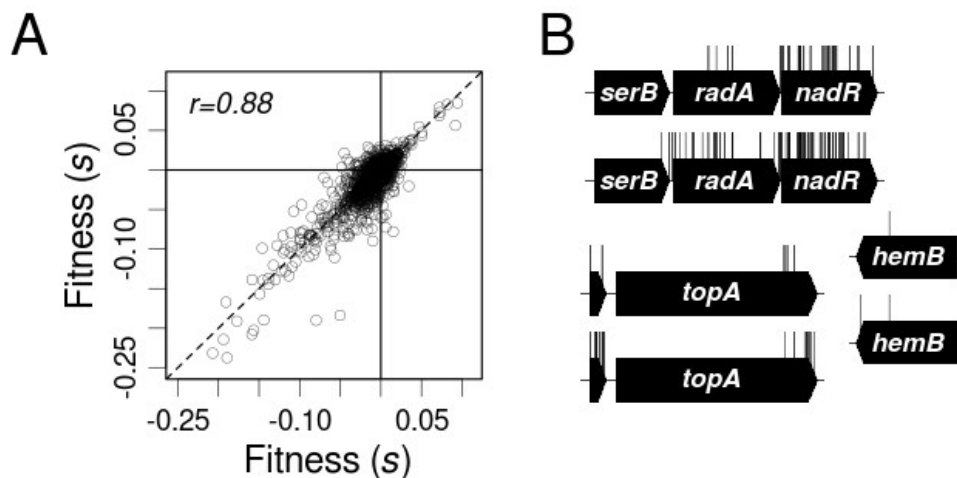 A
r=0.88
Fitness (s)
0.05
-0.10
-0.25
-0.25
-0.10
0.05
Fitness (s)
B
serB radA nadR
serB radA nadR
hemB
topA
hemB
topA